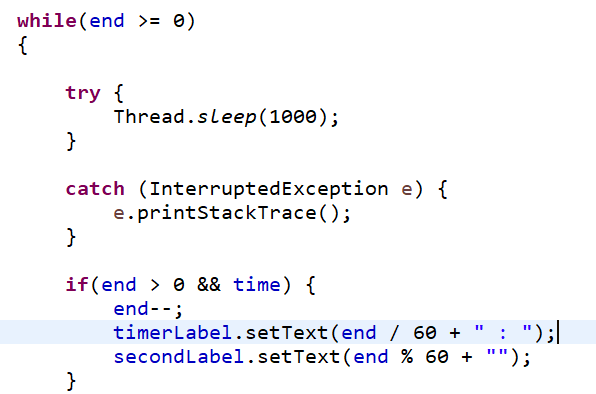 while(end >= 0)
{
try {
Thread.sleep(1000);
}
catch (InterruptedException e) {
e.printStackTrace();
}
if(end > 0 && time) {
end--;
timerLabel.setText(end / 60 + " : ");
secondLabel.setText(end % 60 + "");
}